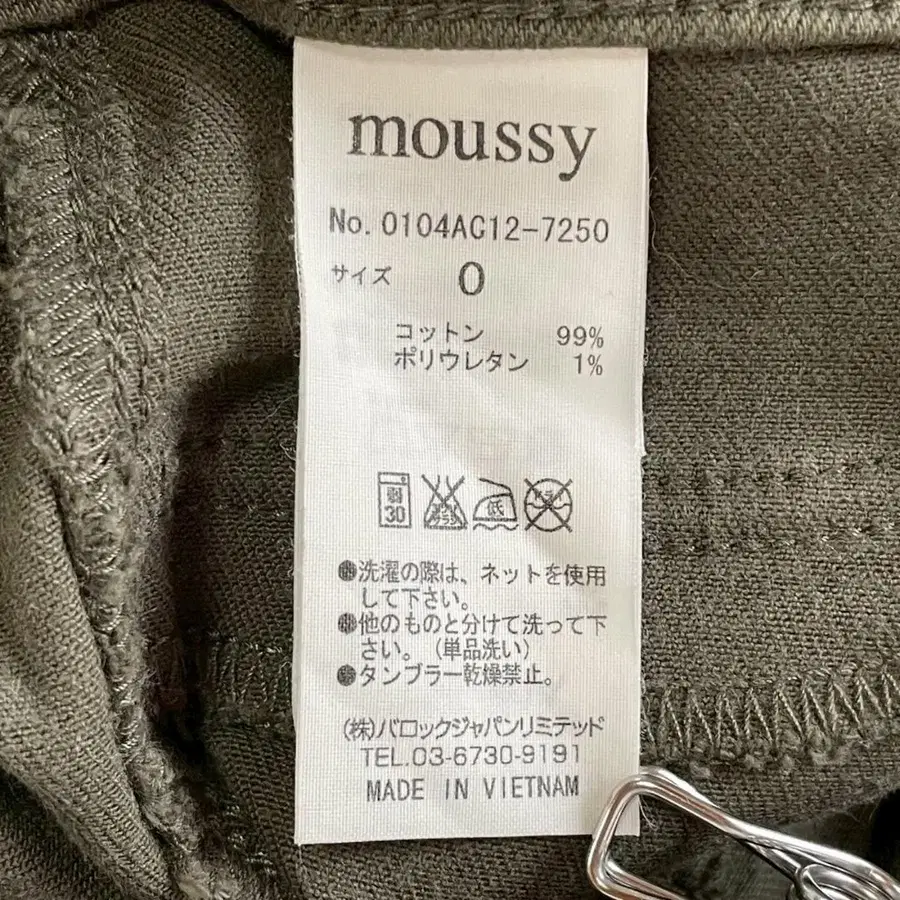 moussy
No. 0104AG12-7250
サイズ 0
コットン 99%
ポリウレタン 1%
弱 低
30
●洗濯の際は、ネットを使用
して下さい。
●他のものと分けて洗って下
さい。（単品洗い）
●タンブラー乾燥禁止。
(株)バロックジャパンリミテッド
TEL.03-6730-9191
MADE IN VIETNAM